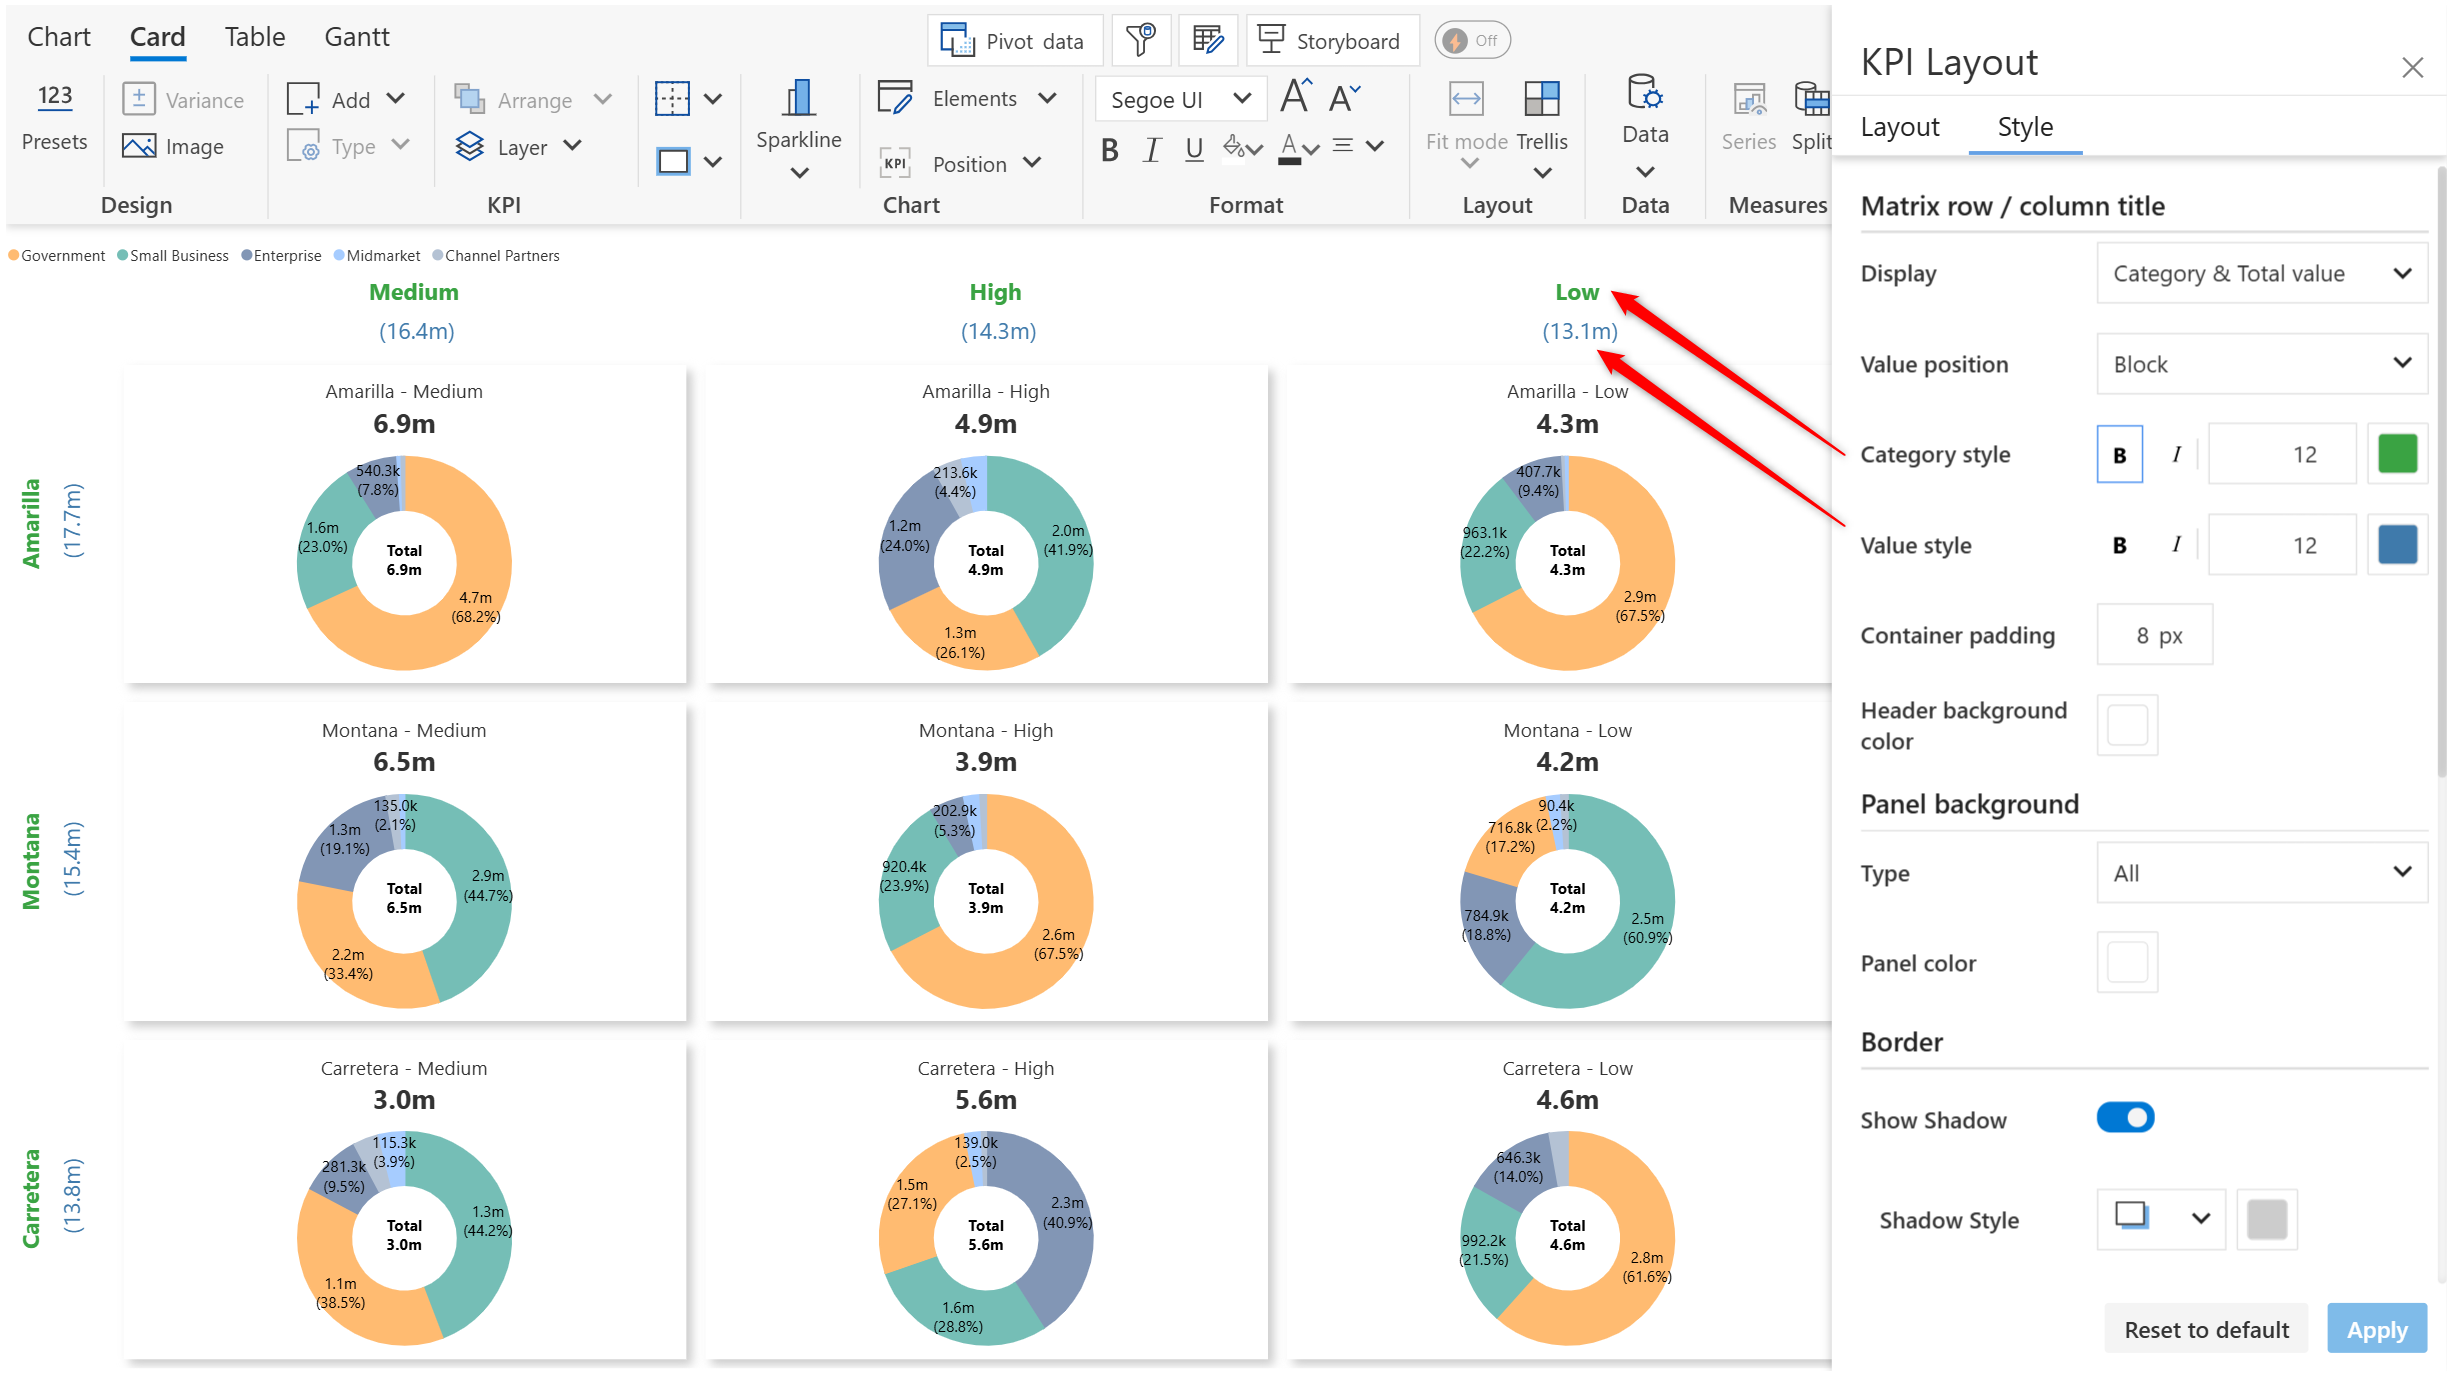 Chart Card Table Gantt
Pivot data Storyboard Off
123
Presets
Variance
Image
Design
Add
Type
Arrange
Layer
KPI
Sparkline
Elements
KPI Position
Chart
Segoe UI A A
B I U A
Format
Fit mode Trellis
Layout
Data
Data
Series Split
Measures
Government Small Business Enterprise Midmarket Channel Partners
Medium
(16.4m)
High
(14.3m)
Low
(13.1m)
Amarilla
(17.7m)
Amarilla - Medium
6.9m
540.3k
(7.8%)
1.6m
(23.0%)
Total
6.9m
4.7m
(68.2%)
Amarilla - High
4.9m
213.6k
(4.4%)
1.2m
(24.0%)
2.0m
(41.9%)
Total
4.9m
1.3m
(26.1%)
Amarilla - Low
4.3m
407.7k
(9.4%)
963.1k
(22.2%)
Total
4.3m
2.9m
(67.5%)
Montana
(15.4m)
Montana - Medium
6.5m
135.0k
(2.1%)
1.3m
(19.1%)
2.9m
(44.7%)
Total
6.5m
2.2m
(33.4%)
Montana - High
3.9m
202.9k
(5.3%)
920.4k
(23.9%)
Total
3.9m
2.6m
(67.5%)
Montana - Low
4.2m
90.4k
(2.2%)
716.8k
(17.2%)
784.9k
(18.8%)
Total
4.2m
2.5m
(60.9%)
Carretera
(13.8m)
Carretera - Medium
3.0m
115.3k
(3.9%)
281.3k
(9.5%)
1.3m
(44.2%)
Total
3.0m
1.1m
(38.5%)
Carretera - High
5.6m
139.0k
(2.5%)
1.5m
(27.1%)
2.3m
(40.9%)
Total
5.6m
1.6m
(28.8%)
Carretera - Low
4.6m
646.3k
(14.0%)
992.2k
(21.5%)
Total
4.6m
2.8m
(61.6%)
KPI Layout
Layout Style
Matrix row / column title
Display Category & Total value
Value position Block
Category style B I 12
Value style B I 12
Container padding 8 px
Header background
color
Panel background
Type All
Panel color
Border
Show Shadow
Shadow Style
Reset to default Apply